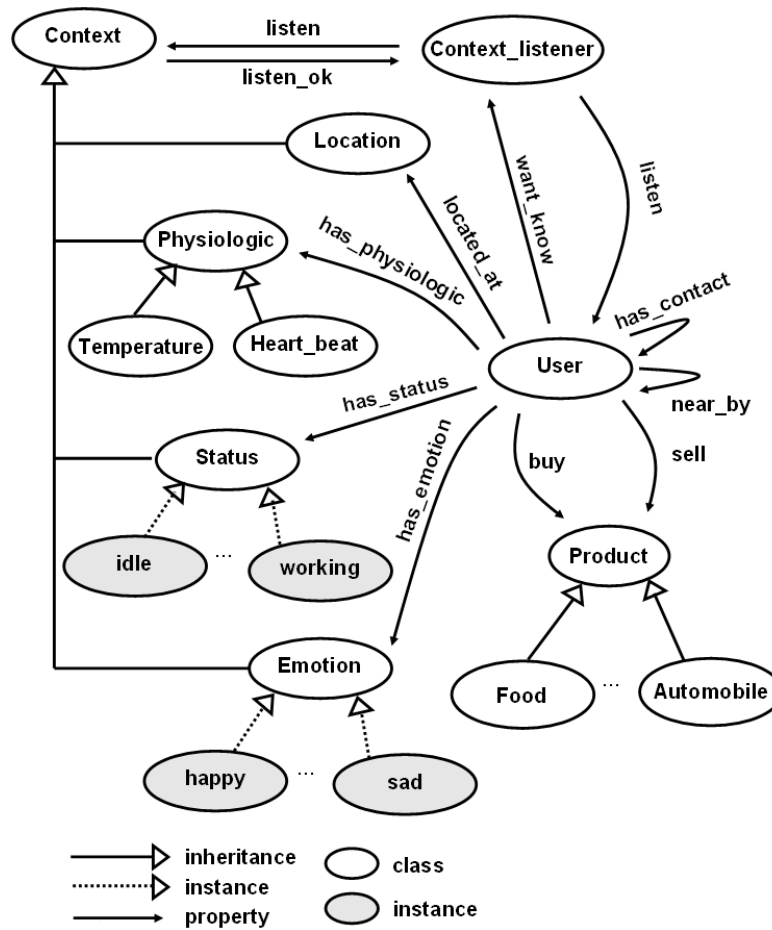 Context
listen
Context_listener
listen_ok
Location
want_know
listen
located_at
has_physiologic
Physiologic
has_contact
Temperature
Heart_beat
User
near_by
has_status
Status
has_emotion
buy
sell
idle
...
working
Product
Emotion
Food
...
Automobile
happy
...
sad
inheritance
class
instance
property
instance